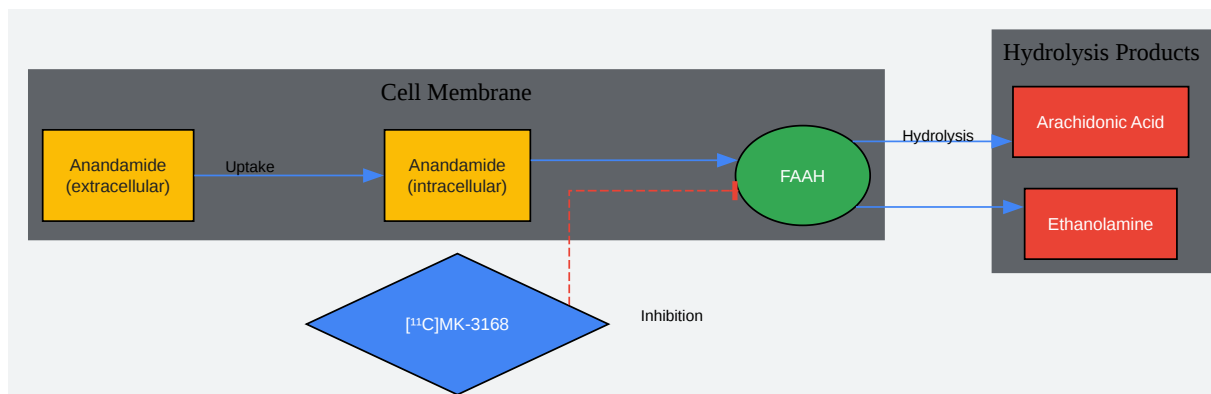 Hydrolysis Products
Cell Membrane
Arachidonic Acid
Hydrolysis
Anandamide
(extracellular)
Uptake
Anandamide
(intracellular)
FAAH
Ethanolamine
[¹¹C]MK-3168
Inhibition